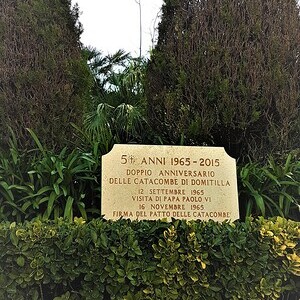 5† ANNI 1965-2015
DOPPIO ANNIVERSARIO
DELLE CATACOMBE DI DOMITILLA
12 SETTEMBRE 1965
VISITA DI PAPA PAOLO VI
16 NOVEMBRE 1965
FIRMA DEL PATTO DELLE CATACOMBE